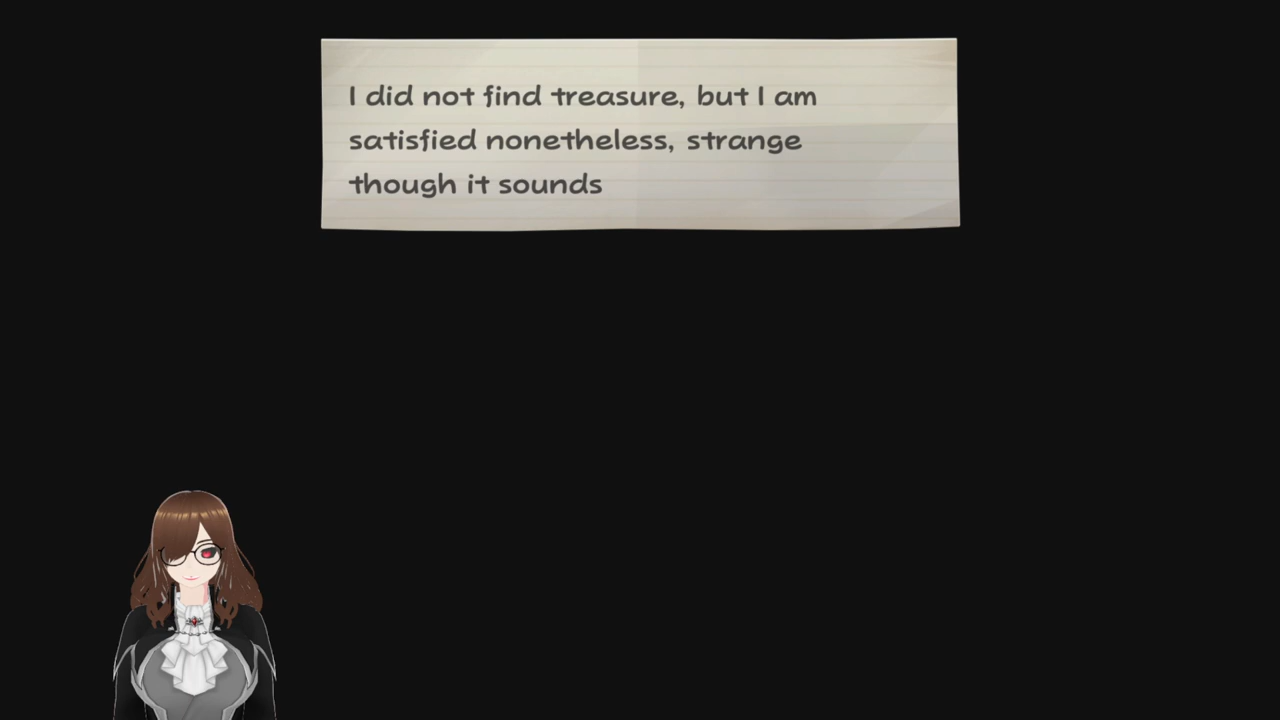 I did not find treasure, but I am
satisfied nonetheless, strange
though it sounds